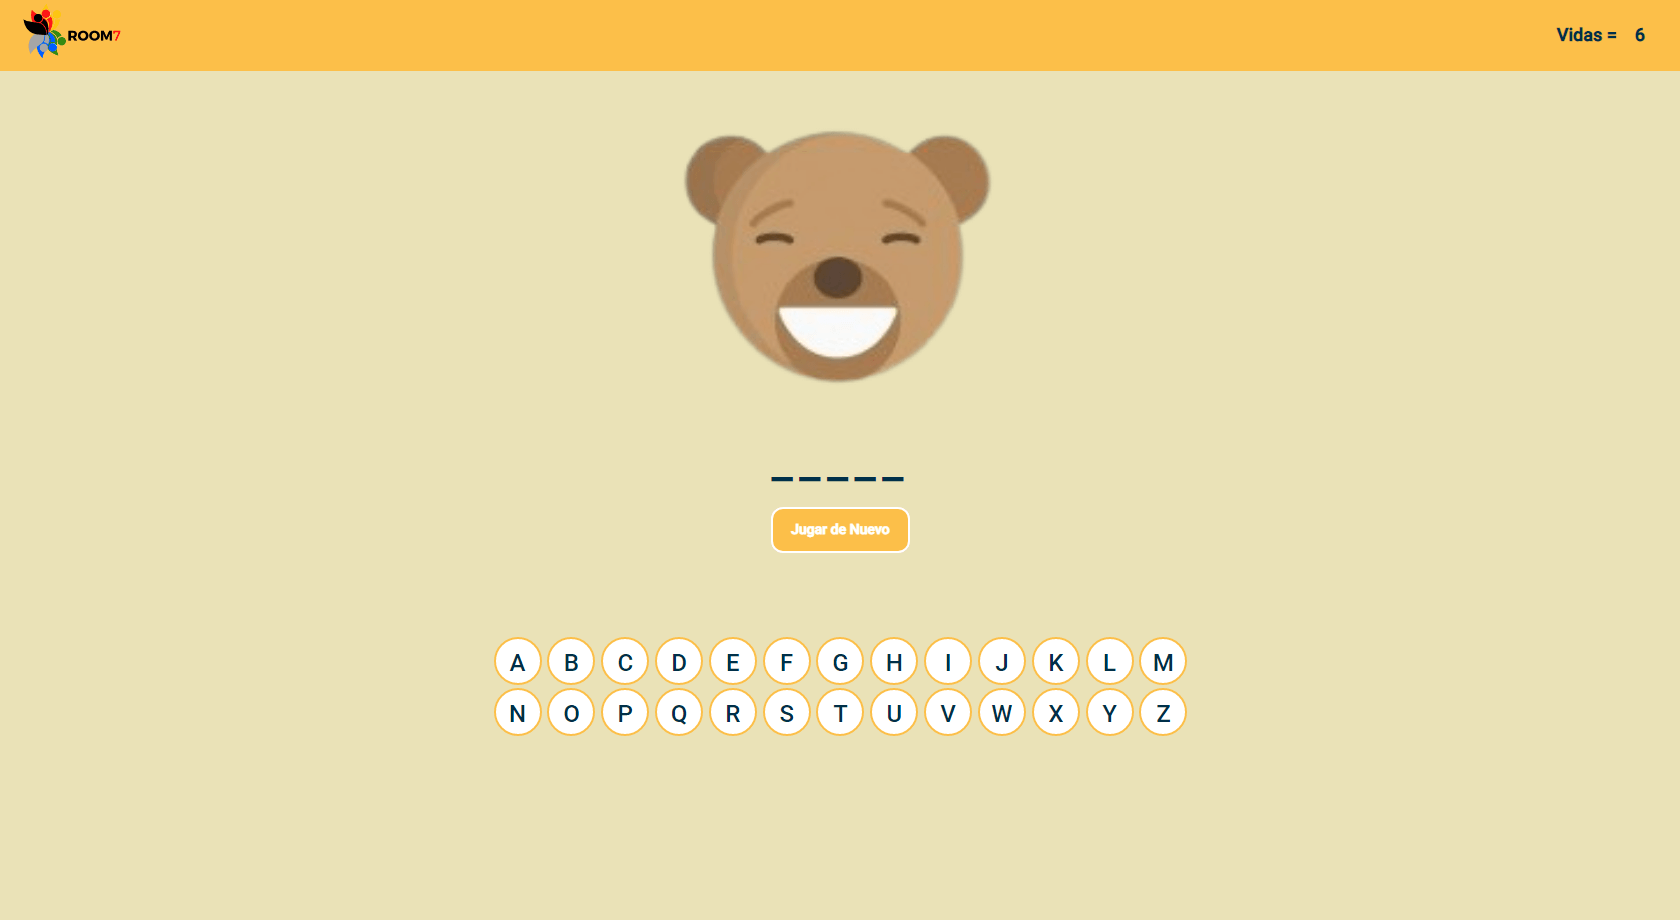 ROOM7
Vidas = 6
_ _ _ _ _
Jugar de Nuevo
A B C D E F G H I J K L M
N O P Q R S T U V W X Y Z